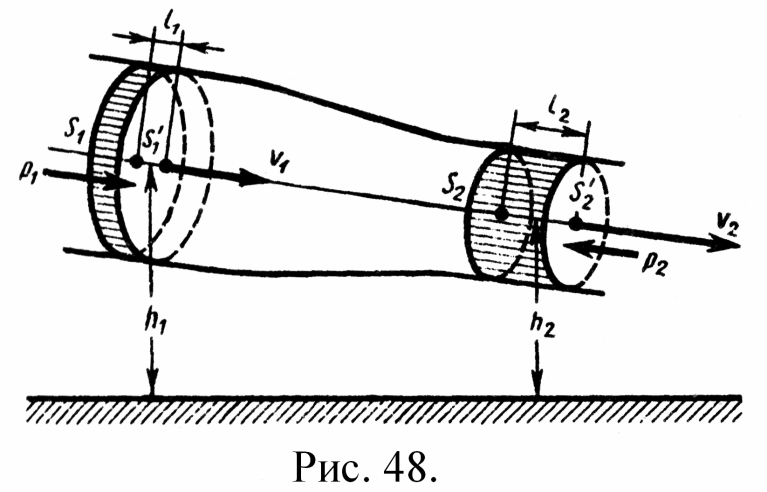 l₁
l₂
S₁
S₁′
p₁
v₁
S₂
S₂′
v₂
p₂
h₁
h₂
Рис. 48.